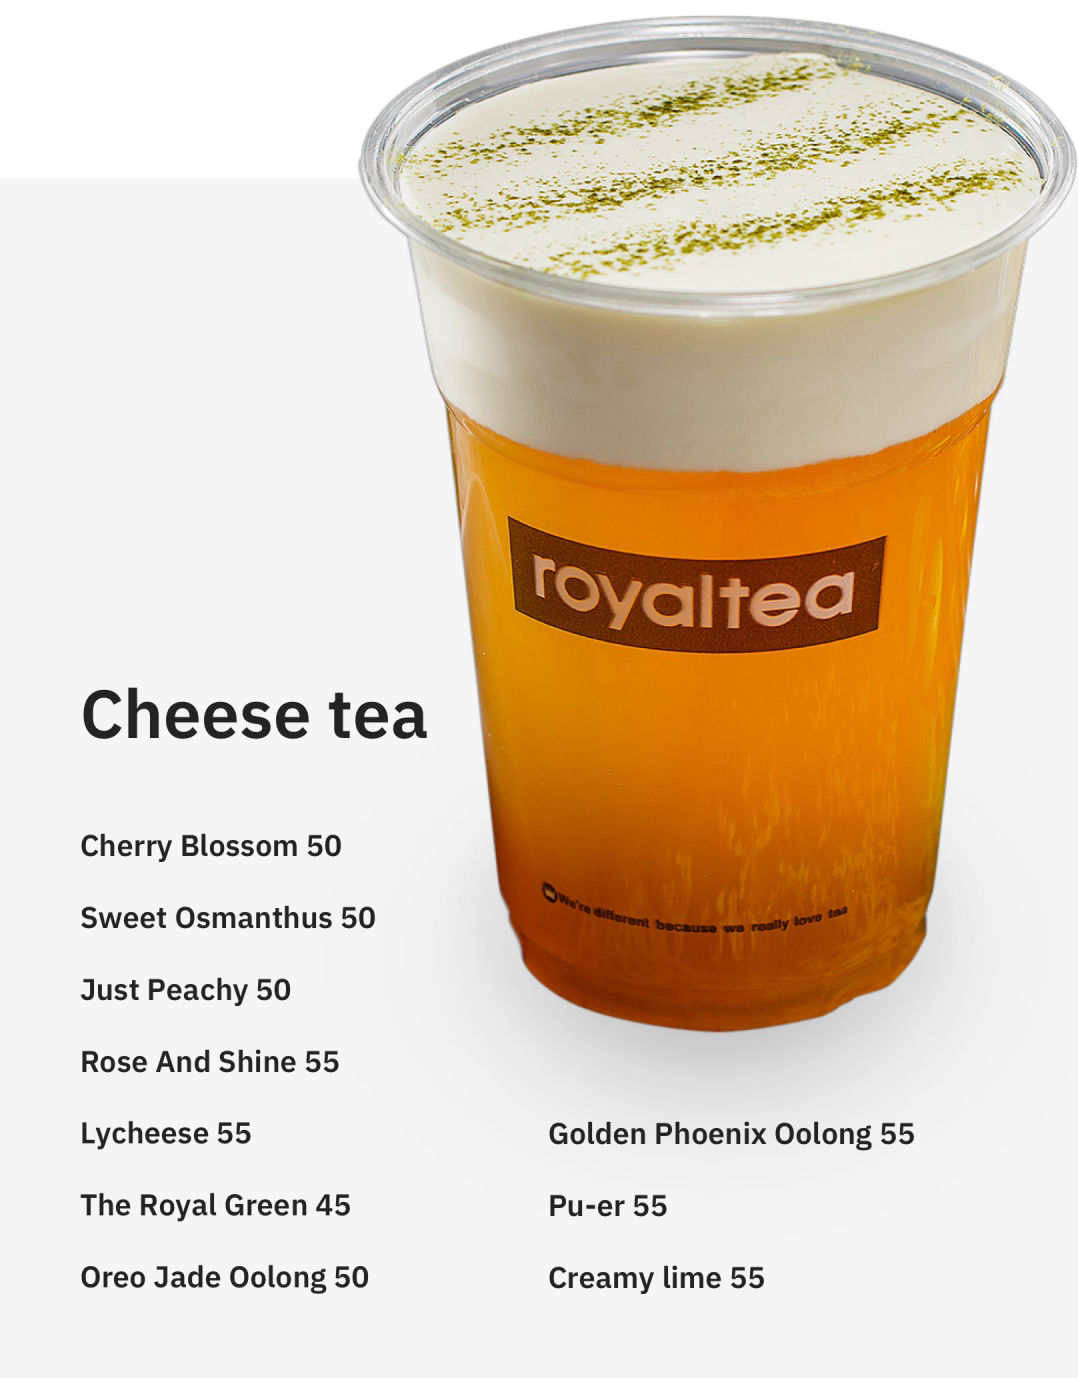 royaltea
We're different because we really love tea
Cheese tea
Cherry Blossom 50
Sweet Osmanthus 50
Just Peachy 50
Rose And Shine 55
Lycheese 55
The Royal Green 45
Oreo Jade Oolong 50
Golden Phoenix Oolong 55
Pu-er 55
Creamy lime 55